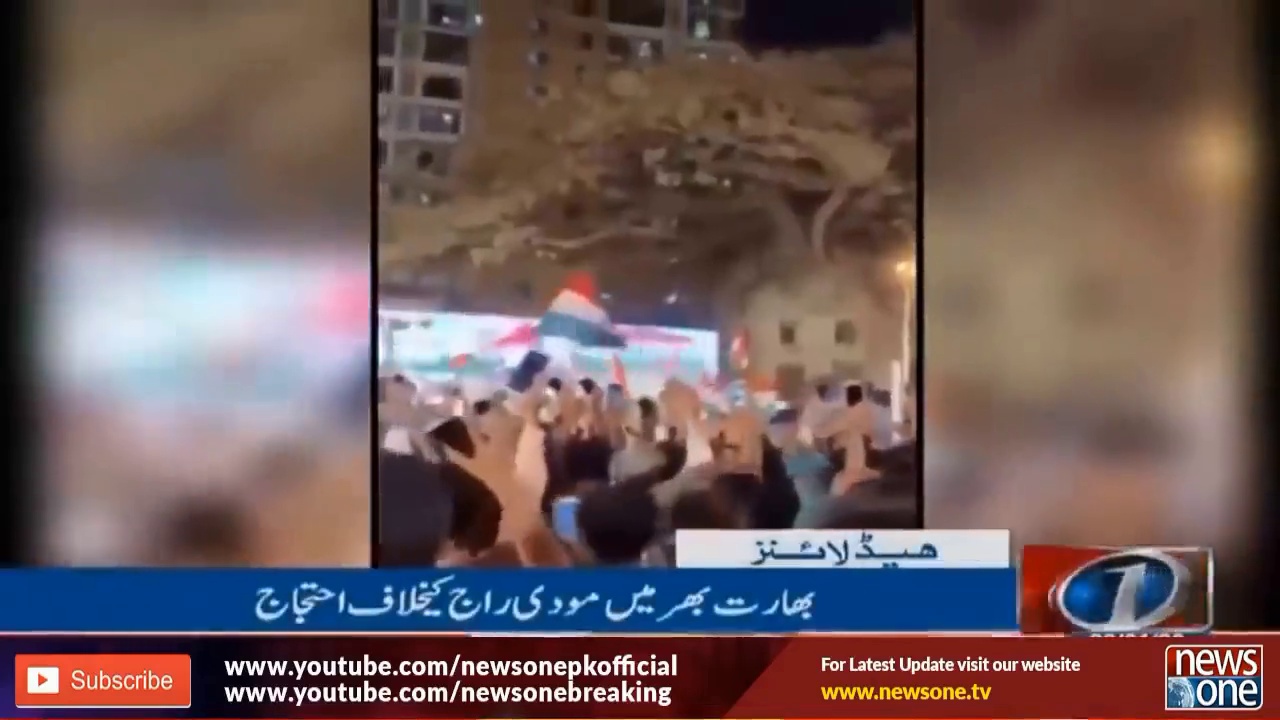 ہیڈ لائنز
بھارت بھر میں مودی راج کیخلاف احتجاج
1
Subscribe
www.youtube.com/newsonepkofficial
www.youtube.com/newsonebreaking
For Latest Update visit our website
www.newsone.tv
news
one